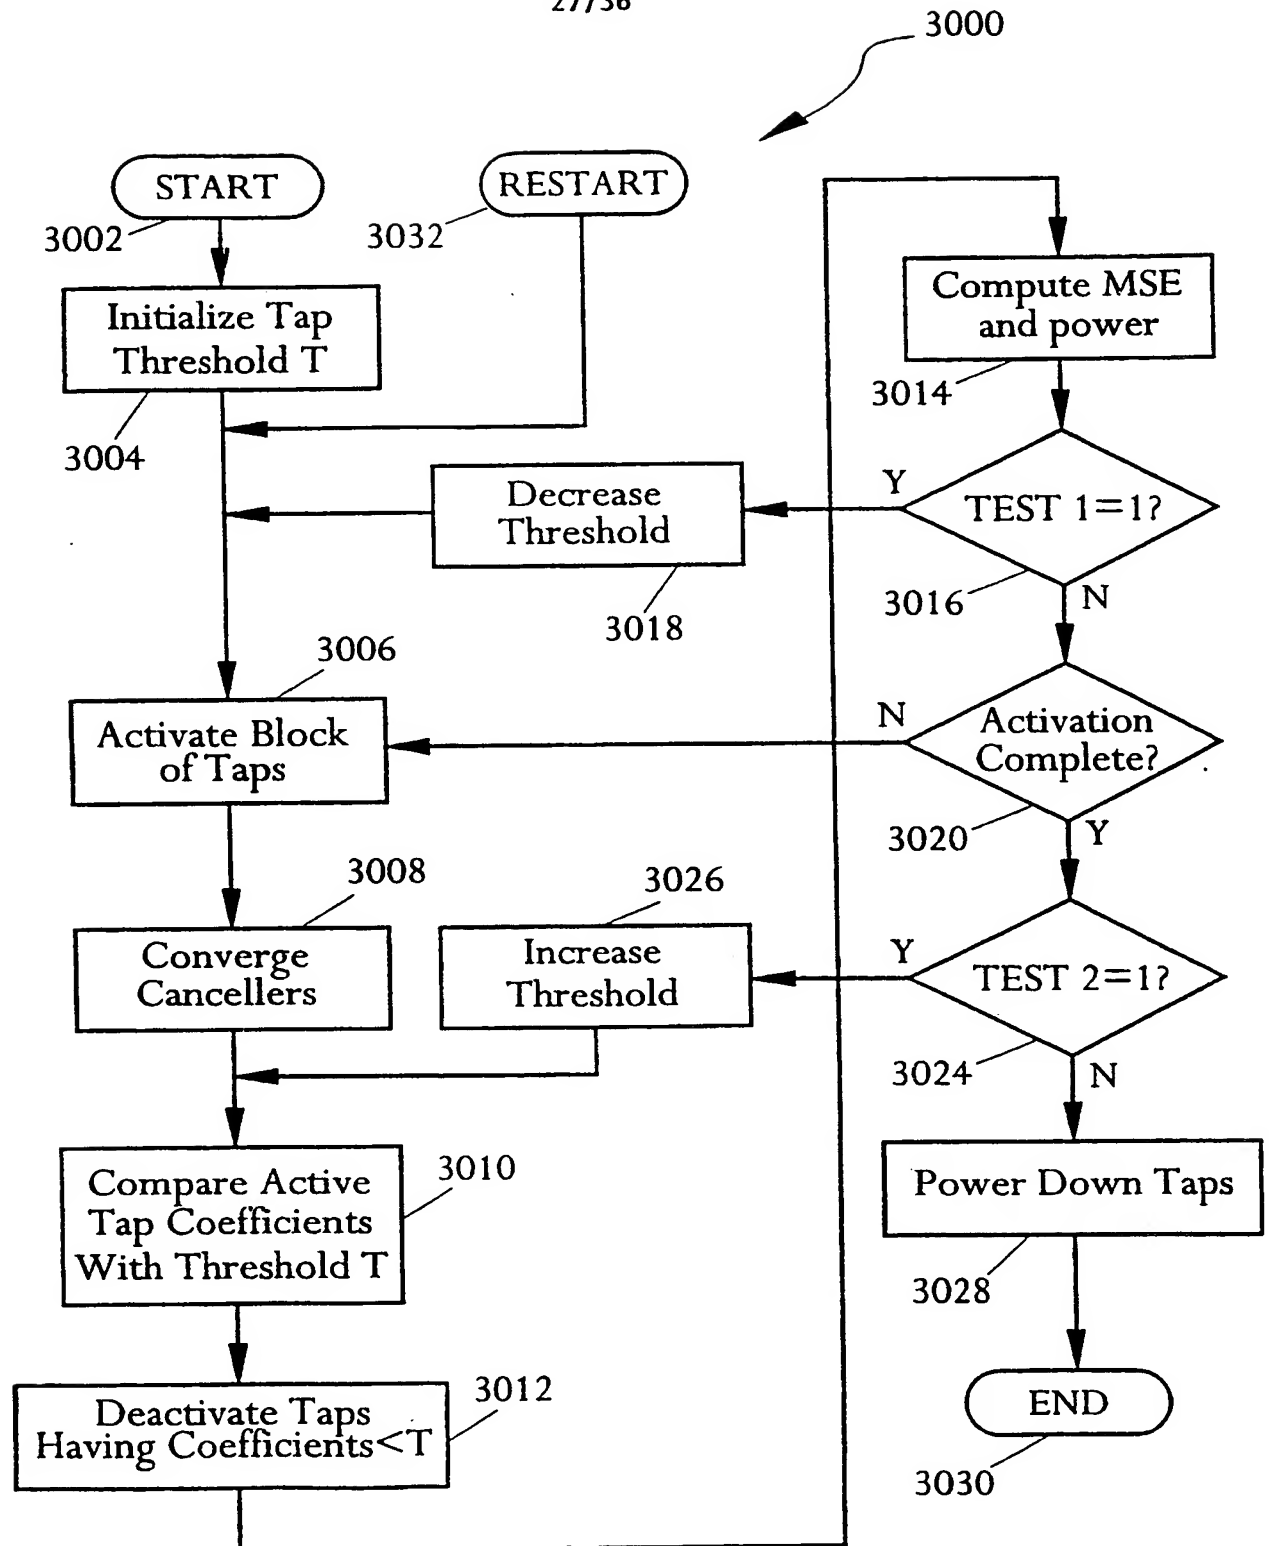 27/36
3000
START
RESTART
3002
3032
Initialize Tap
Threshold T
3004
Compute MSE
and power
3014
Decrease
Threshold
3018
Y
TEST 1=1?
3016
N
3006
Activate Block
of Taps
N
Activation
Complete?
3020
Y
3008
Converge
Cancellers
3026
Increase
Threshold
Y
TEST 2=1?
3024
N
Compare Active
Tap Coefficients
With Threshold T
3010
Power Down Taps
3028
Deactivate Taps
Having Coefficients<T
3012
END
3030